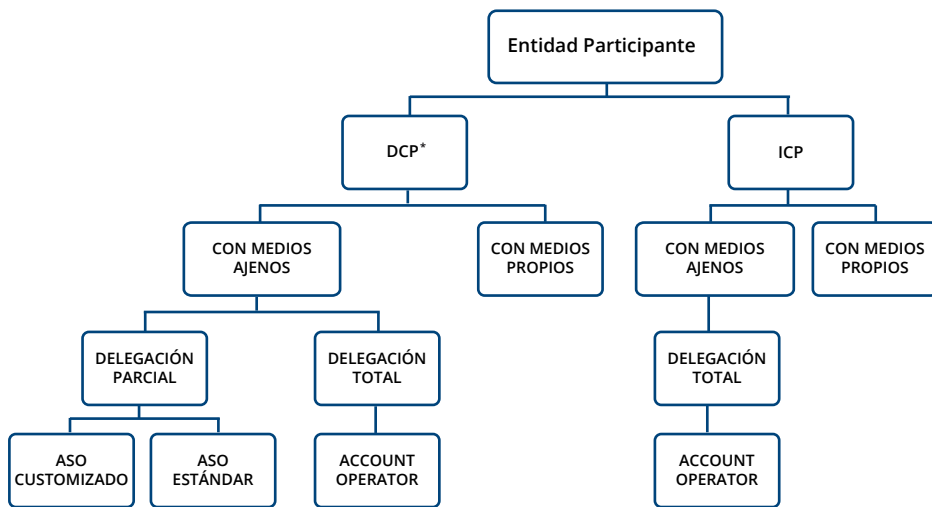 Entidad Participante
DCP*
ICP
CON MEDIOS
AJENOS
CON MEDIOS
PROPIOS
CON MEDIOS
AJENOS
CON MEDIOS
PROPIOS
DELEGACIÓN
PARCIAL
DELEGACIÓN
TOTAL
DELEGACIÓN
TOTAL
ASO
CUSTOMIZADO
ASO
ESTÁNDAR
ACCOUNT
OPERATOR
ACCOUNT
OPERATOR